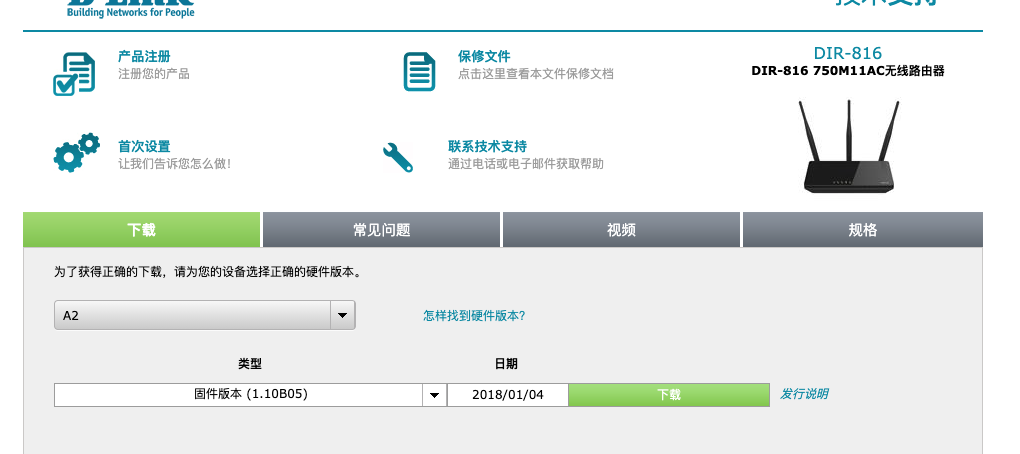 D-Link
Building Networks for People
技术支持
产品注册
注册您的产品
保修文件
点击这里查看本文件保修文档
DIR-816
DIR-816 750M11AC无线路由器
首次设置
让我们告诉您怎么做!
联系技术支持
通过电话或电子邮件获取帮助
下载
常见问题
视频
规格
为了获得正确的下载，请为您的设备选择正确的硬件版本。
A2
怎样找到硬件版本?
类型
日期
固件版本 (1.10B05)
2018/01/04
下载
发行说明